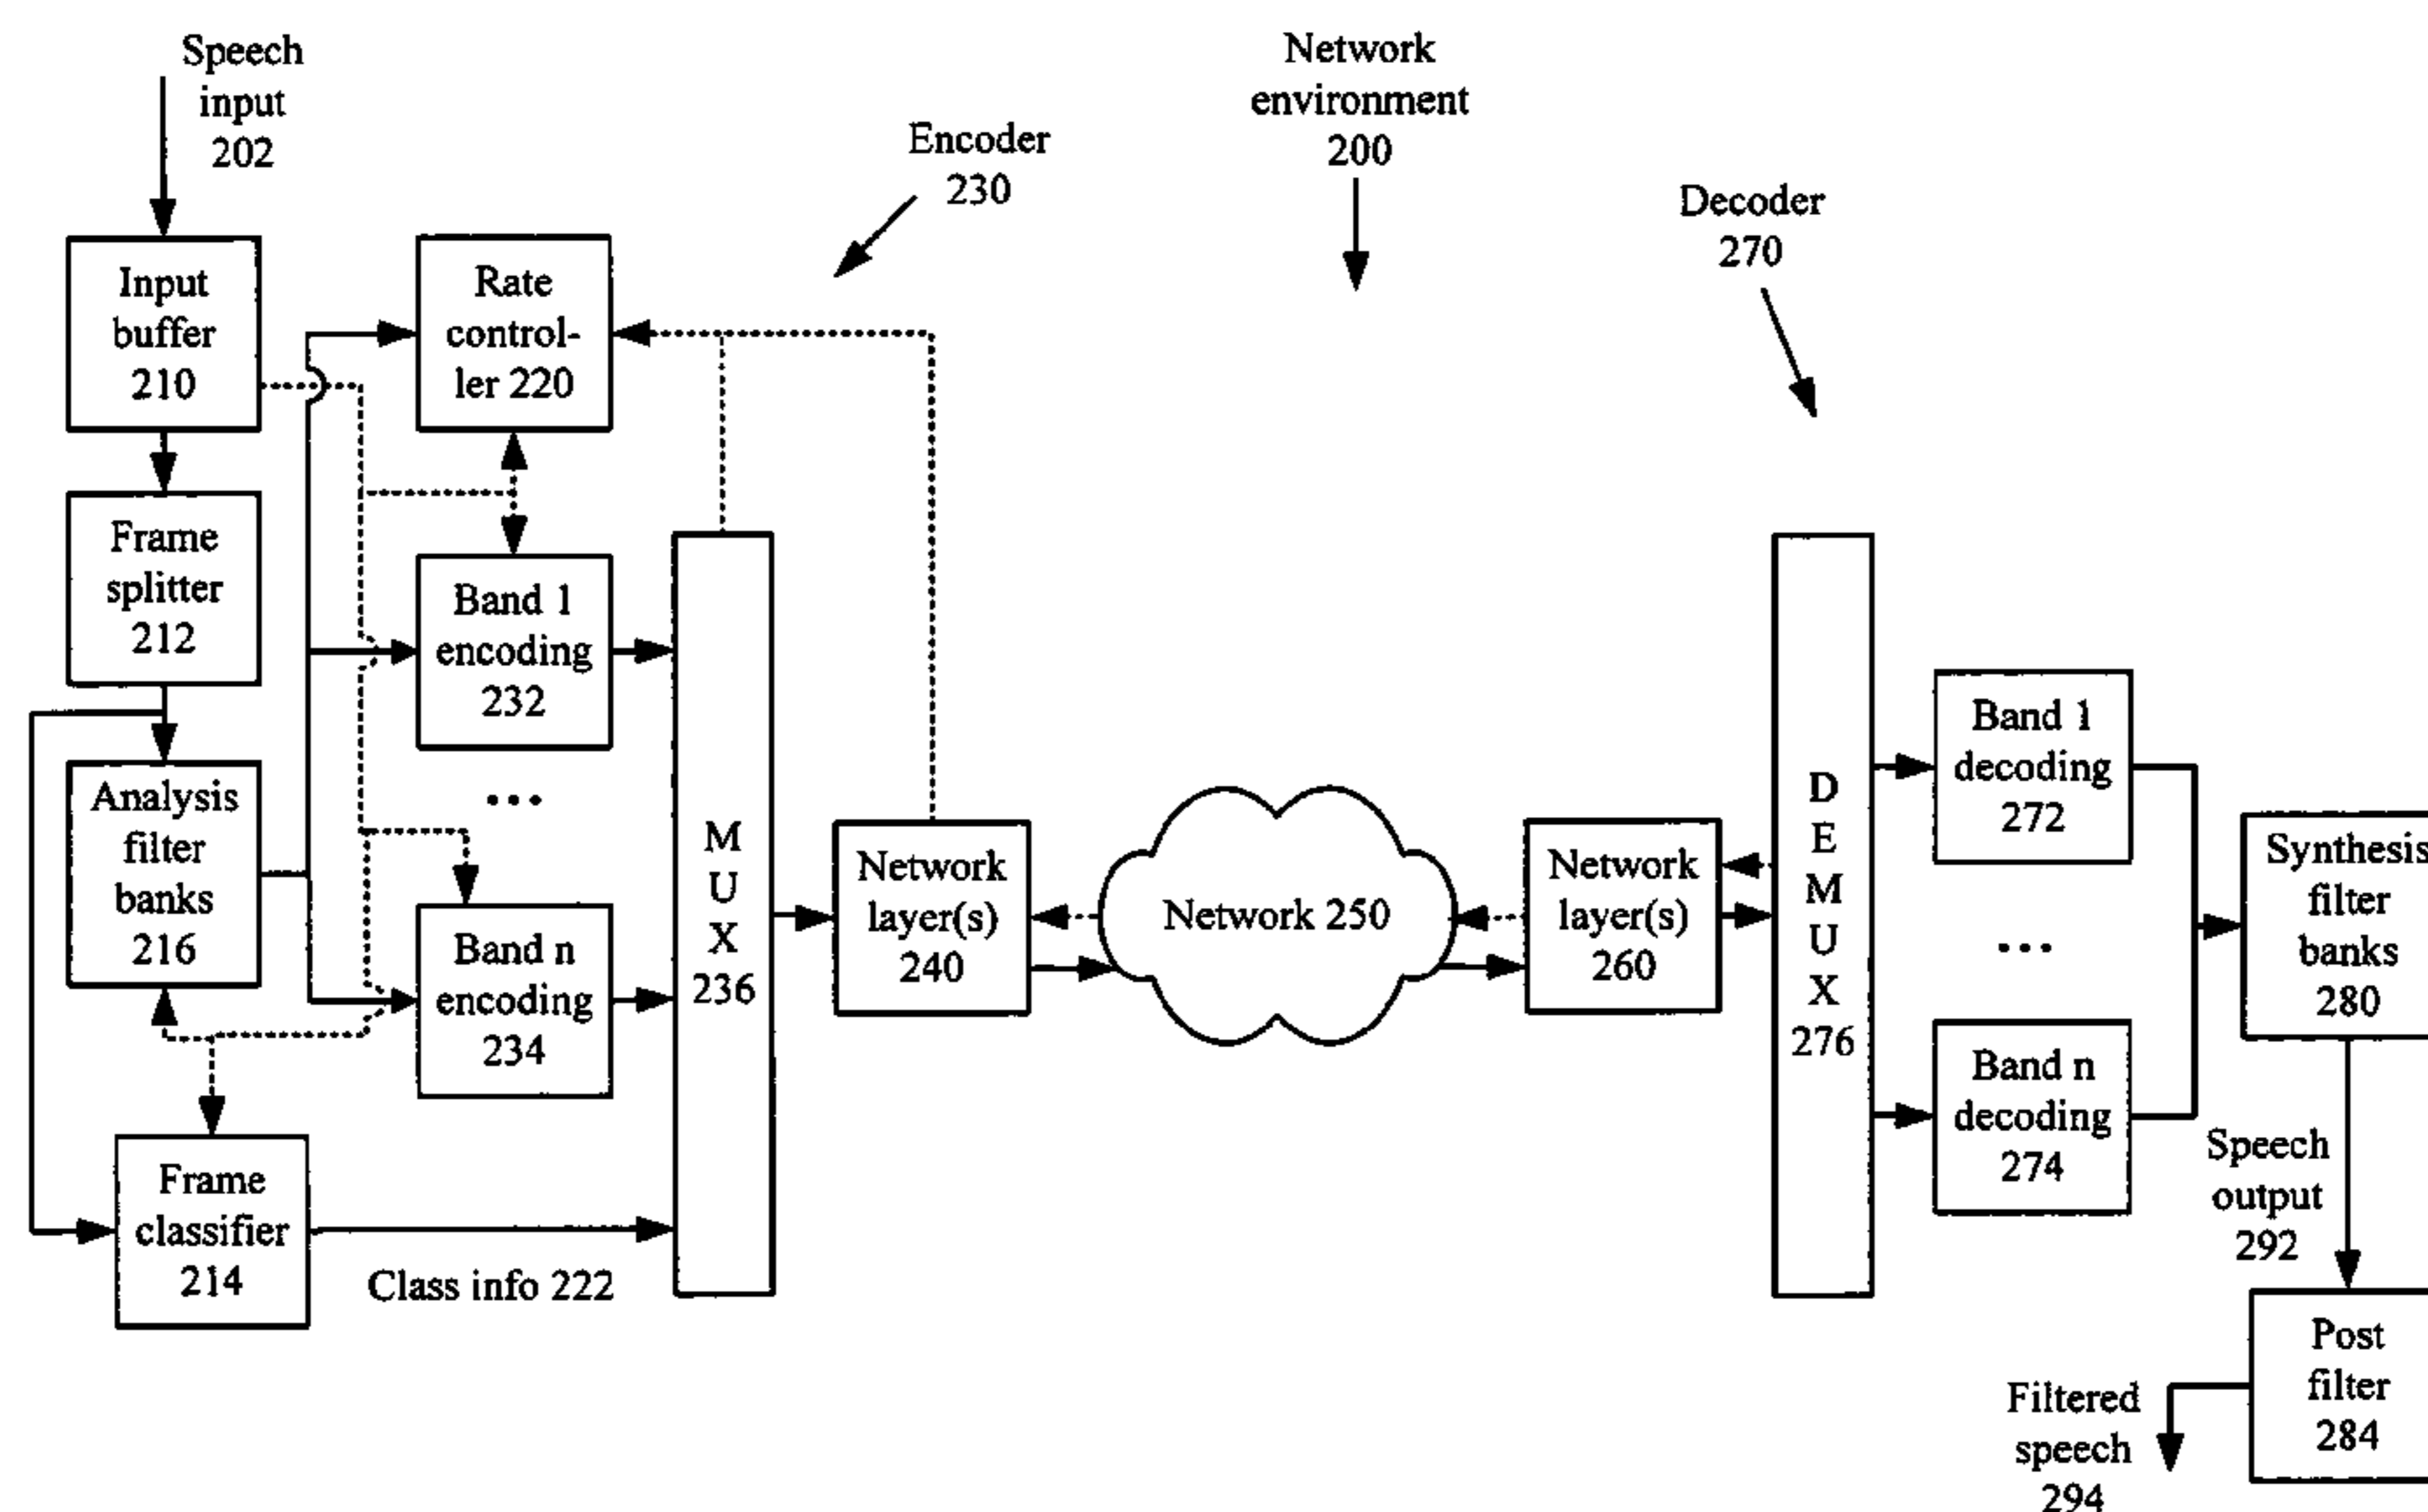 Speech
input
202
Network
environment
200
Encoder
230
Decoder
270
Input
buffer
210
Rate
control-
ler 220
Frame
splitter
212
Band 1
encoding
232
...
Analysis
filter
banks
216
Band n
encoding
234
Frame
classifier
214
Class info 222
M
U
X
236
Network
layer(s)
240
Network 250
Network
layer(s)
260
D
E
M
U
X
276
Band 1
decoding
272
...
Band n
decoding
274
Synthesis
filter
banks
280
Speech
output
292
Post
filter
284
Filtered
speech
294